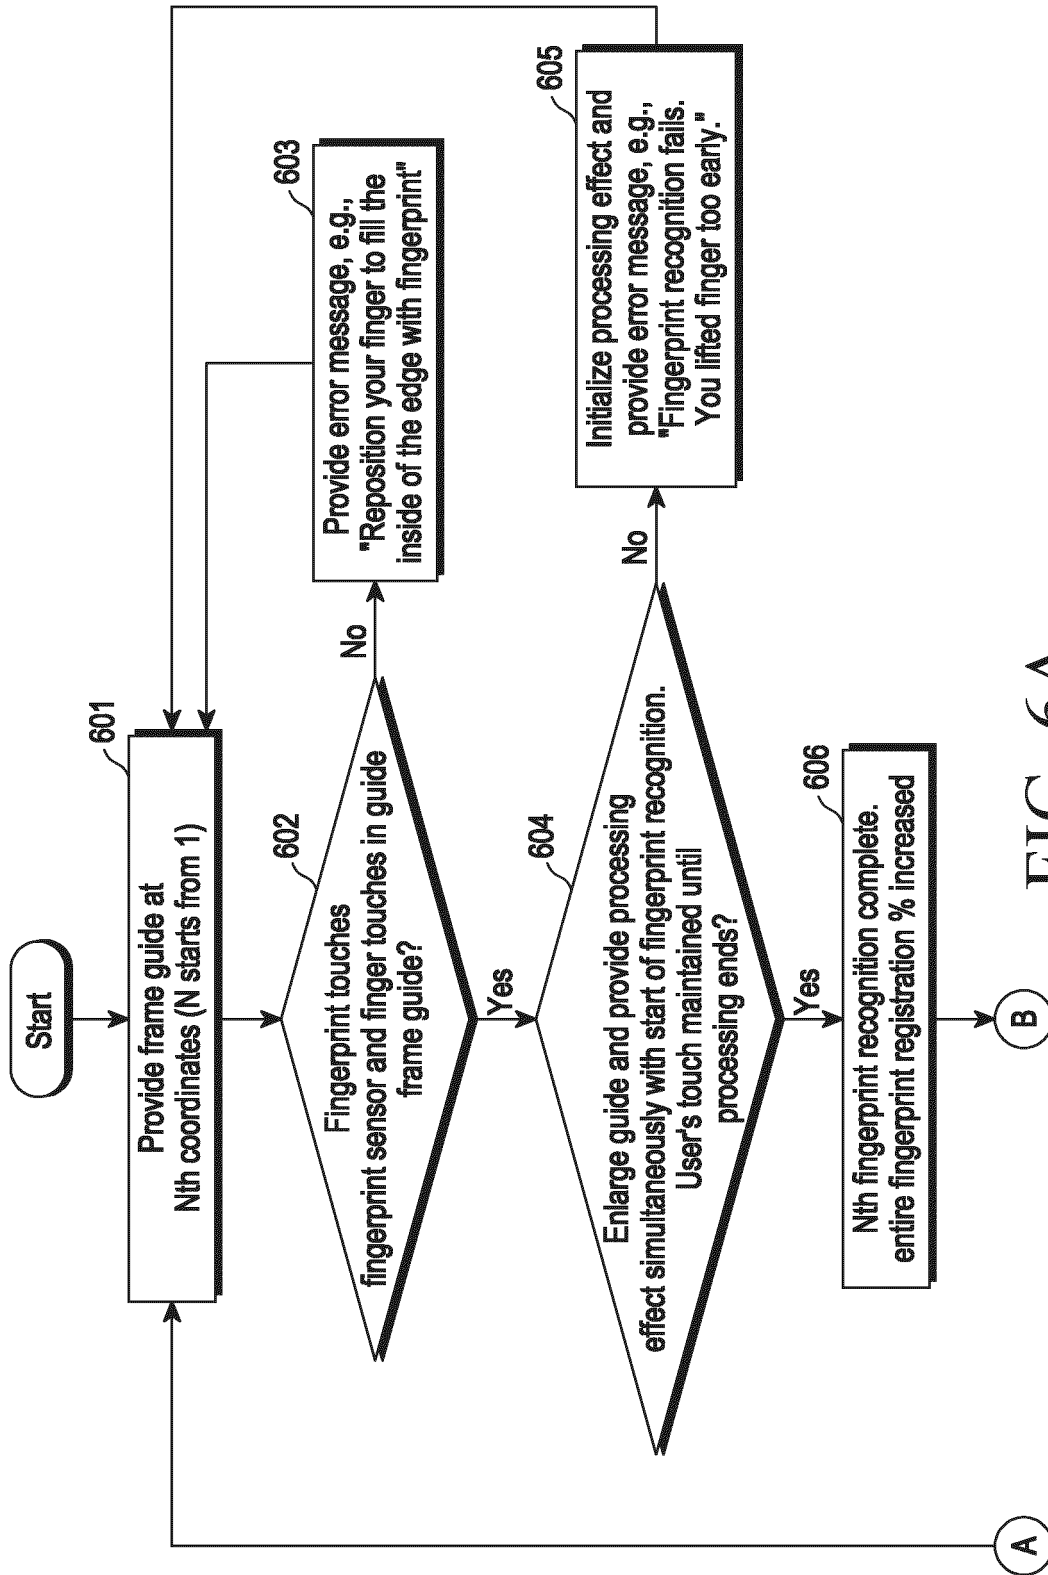 Start
601
Provide frame guide at
Nth coordinates (N starts from 1)
602
Fingerprint touches
fingerprint sensor and finger touches in guide
frame guide?
No
603
Provide error message, e.g.,
"Reposition your finger to fill the
inside of the edge with fingerprint"
Yes
604
Enlarge guide and provide processing
effect simultaneously with start of fingerprint recognition.
User's touch maintained until
processing ends?
No
605
Initialize processing effect and
provide error message, e.g.,
"Fingerprint recognition fails.
You lifted finger too early."
Yes
606
Nth fingerprint recognition complete.
entire fingerprint registration % increased
A
B
FIG. 6A